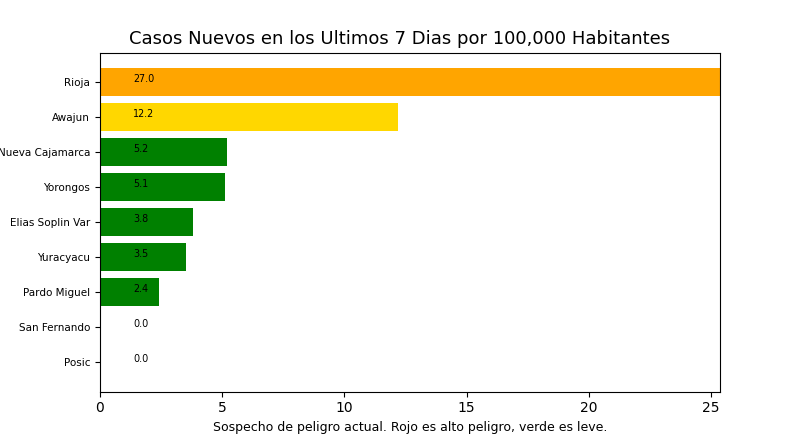 Casos Nuevos en los Ultimos 7 Dias por 100,000 Habitantes
Rioja 27.0
Awajun 12.2
Nueva Cajamarca 5.2
Yorongos 5.1
Elias Soplin Var 3.8
Yuracyacu 3.5
Pardo Miguel 2.4
San Fernando 0.0
Posic 0.0
0 5 10 15 20 25
Sospecho de peligro actual. Rojo es alto peligro, verde es leve.